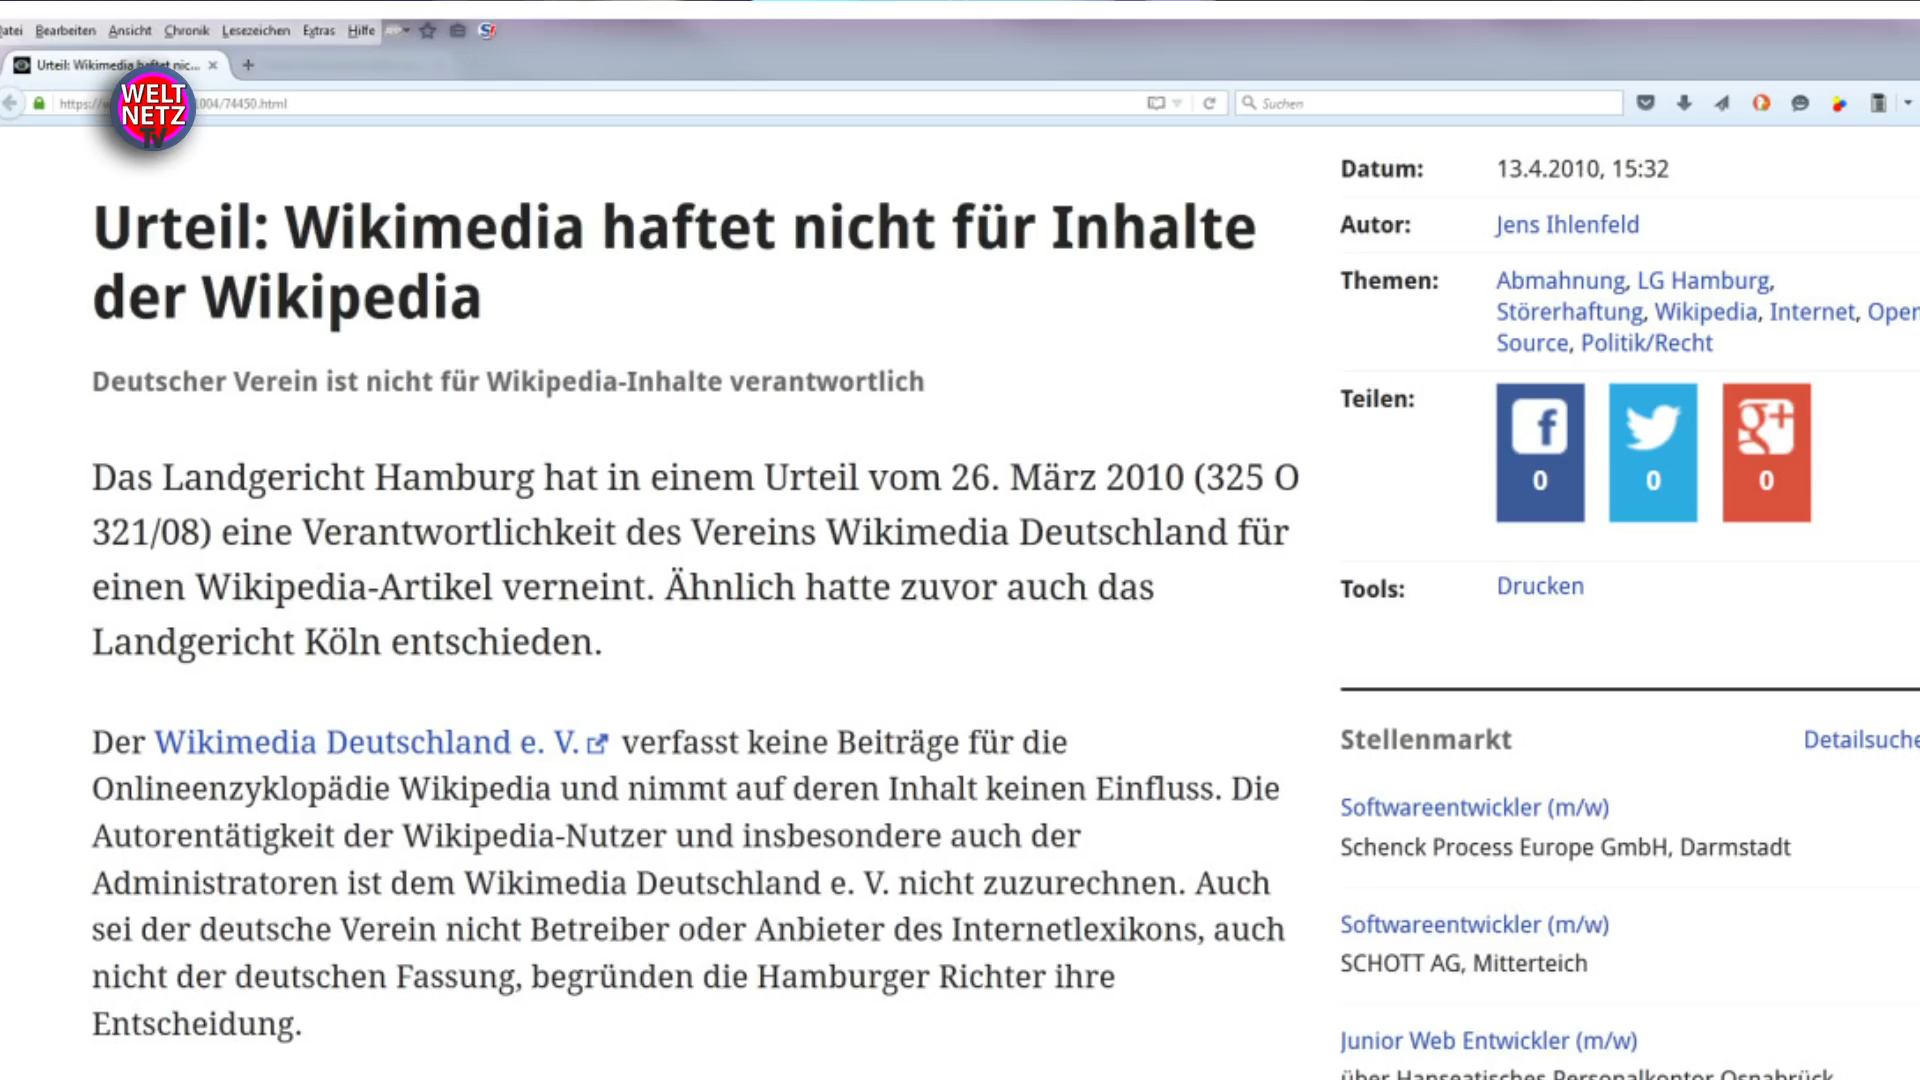 Bearbeiten Ansicht Chronik Lesezeichen Extras Hilfe
Urteil: Wikimedia haftet nic...
WELT
NETZ
TV
https:// 1004/74450.html
Suchen
Urteil: Wikimedia haftet nicht für Inhalte
der Wikipedia
Deutscher Verein ist nicht für Wikipedia-Inhalte verantwortlich
Das Landgericht Hamburg hat in einem Urteil vom 26. März 2010 (325 O
321/08) eine Verantwortlichkeit des Vereins Wikimedia Deutschland für
einen Wikipedia-Artikel verneint. Ähnlich hatte zuvor auch das
Landgericht Köln entschieden.
Der Wikimedia Deutschland e. V. verfasst keine Beiträge für die
Onlineenzyklopädie Wikipedia und nimmt auf deren Inhalt keinen Einfluss. Die
Autorentätigkeit der Wikipedia-Nutzer und insbesondere auch der
Administratoren ist dem Wikimedia Deutschland e. V. nicht zuzurechnen. Auch
sei der deutsche Verein nicht Betreiber oder Anbieter des Internetlexikons, auch
nicht der deutschen Fassung, begründen die Hamburger Richter ihre
Entscheidung.
Datum: 13.4.2010, 15:32
Autor: Jens Ihlenfeld
Themen: Abmahnung, LG Hamburg,
Störerhaftung, Wikipedia, Internet, Open
Source, Politik/Recht
Teilen:
f
g+
0 0 0
Tools: Drucken
Stellenmarkt Detailsuche
Softwareentwickler (m/w)
Schenck Process Europe GmbH, Darmstadt
Softwareentwickler (m/w)
SCHOTT AG, Mitterteich
Junior Web Entwickler (m/w)
über Hanseatisches Personalkontor Osnabrück